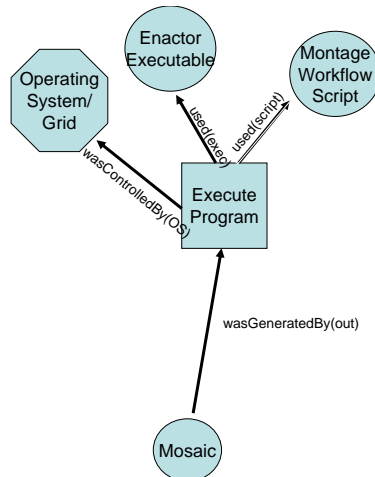 Enactor
Executable
Montage
Workflow
Script
Operating
System/
Grid
used(exec)
used(script)
wasControlledBy(OS)
Execute
Program
wasGeneratedBy(out)
Mosaic